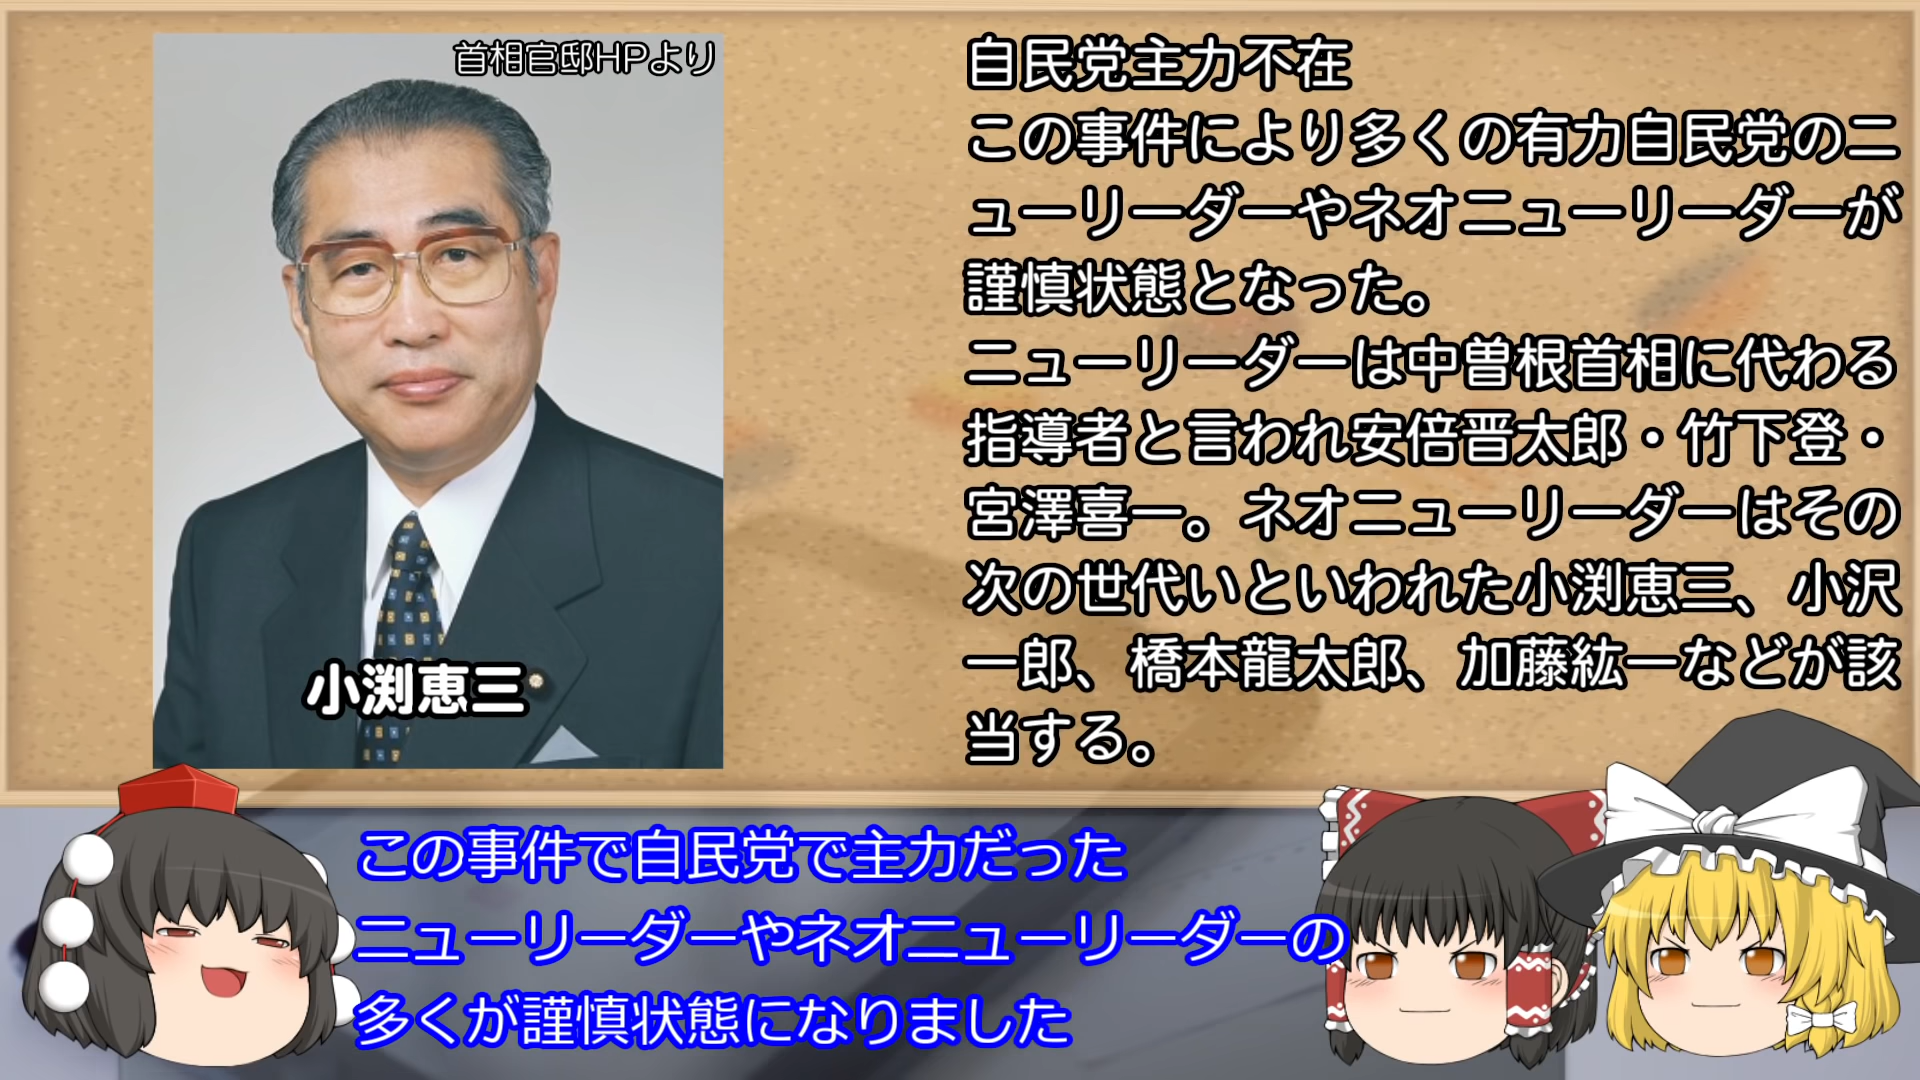 首相官邸HPより
小渕恵三
自民党主力不在
この事件により多くの有力自民党のニ
ューリーダーやネオニューリーダーが
謹慎状態となった。
ニューリーダーは中曽根首相に代わる
指導者と言われ安倍晋太郎・竹下登・
宮澤喜一。ネオニューリーダーはその
次の世代いといわれた小渕恵三、小沢
一郎、橋本龍太郎、加藤紘一などが該
当する。
この事件で自民党で主力だった
ニューリーダーやネオニューリーダーの
多くが謹慎状態になりました